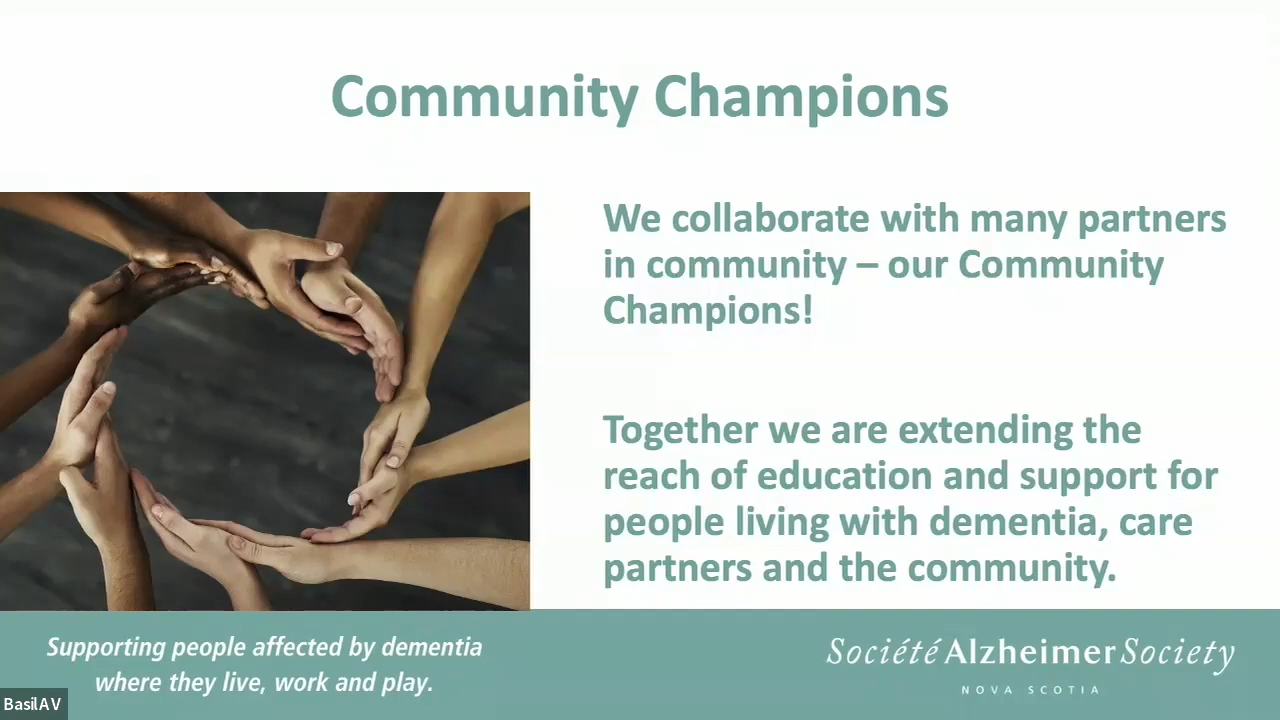 Community Champions
We collaborate with many partners
in community – our Community
Champions!
Together we are extending the
reach of education and support for
people living with dementia, care
partners and the community.
Supporting people affected by dementia
where they live, work and play.
Société Alzheimer Society
NOVA SCOTIA
BasilAV